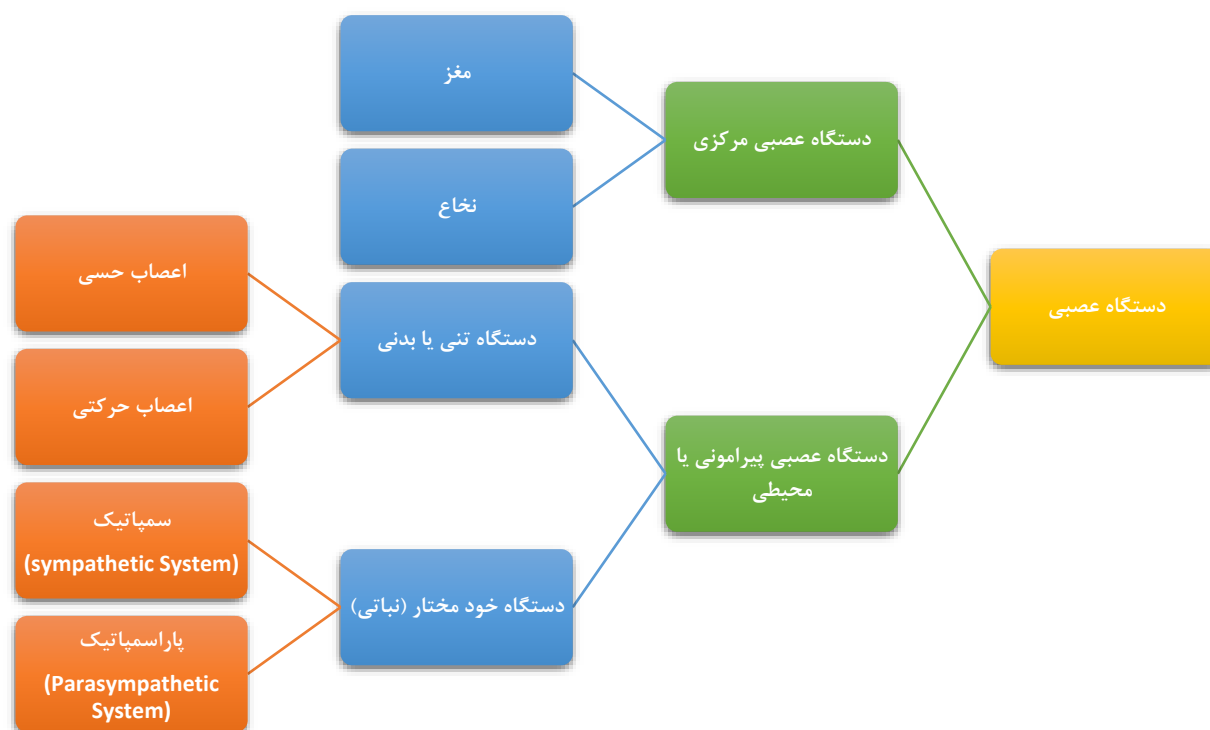 دستگاه عصبی
دستگاه عصبی مرکزی
مغز
نخاع
دستگاه عصبی پیرامونی یا
محیطی
دستگاه تنی یا بدنی
اعصاب حسی
اعصاب حرکتی
دستگاه خود مختار (نباتی)
سمپاتیک
(sympathetic System)
پاراسمپاتیک
(Parasympathetic
System)